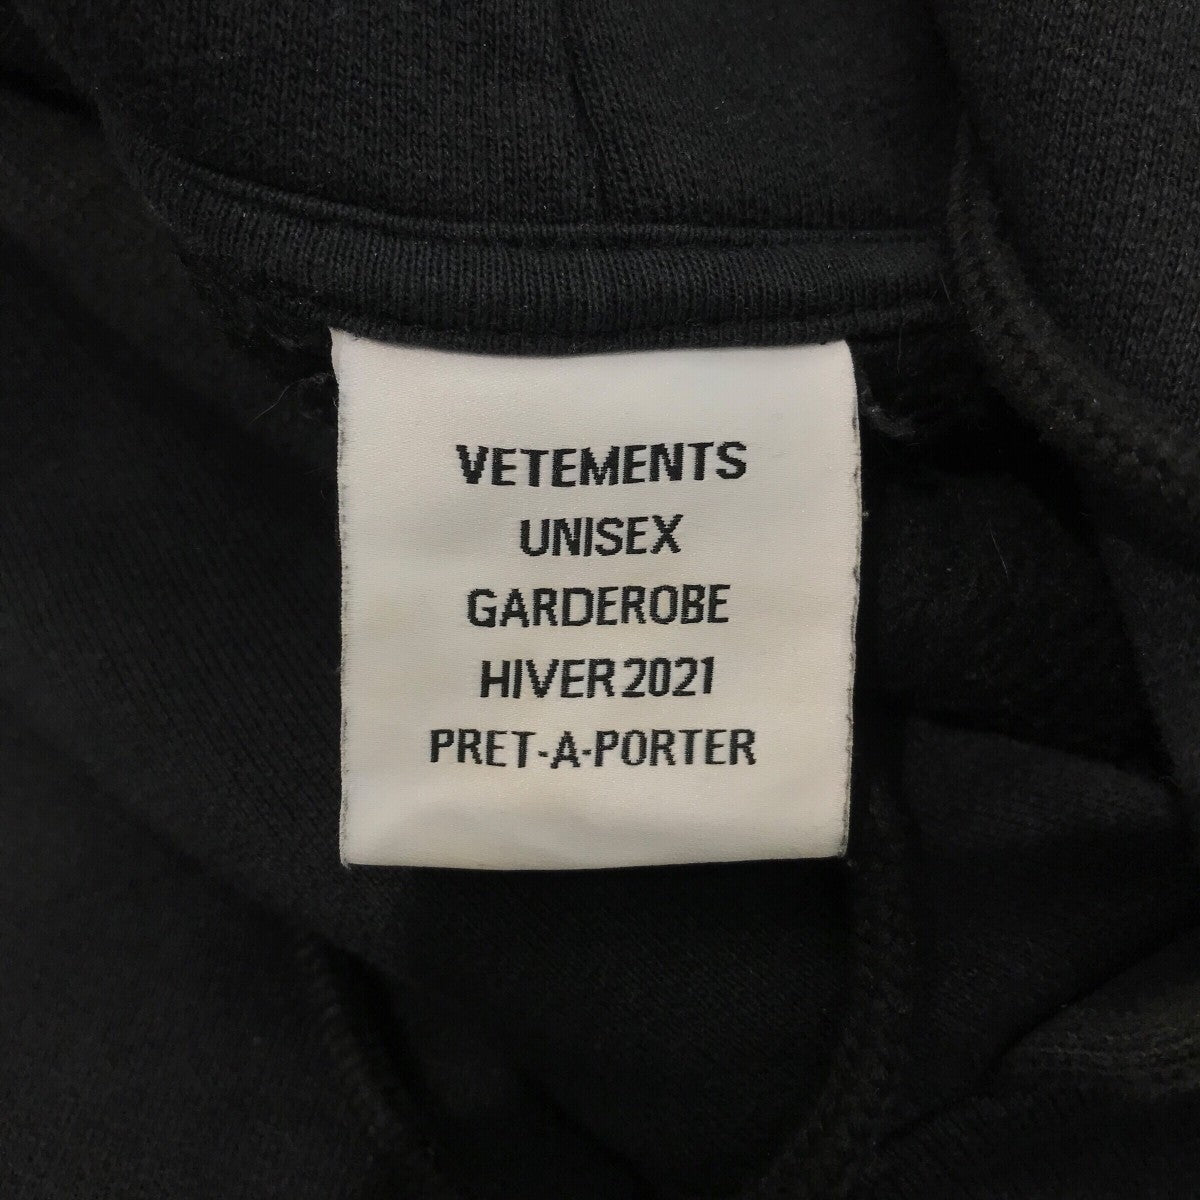 VETEMENTS
UNISEX
GARDEROBE
HIVER 2021
PRET-A-PORTER